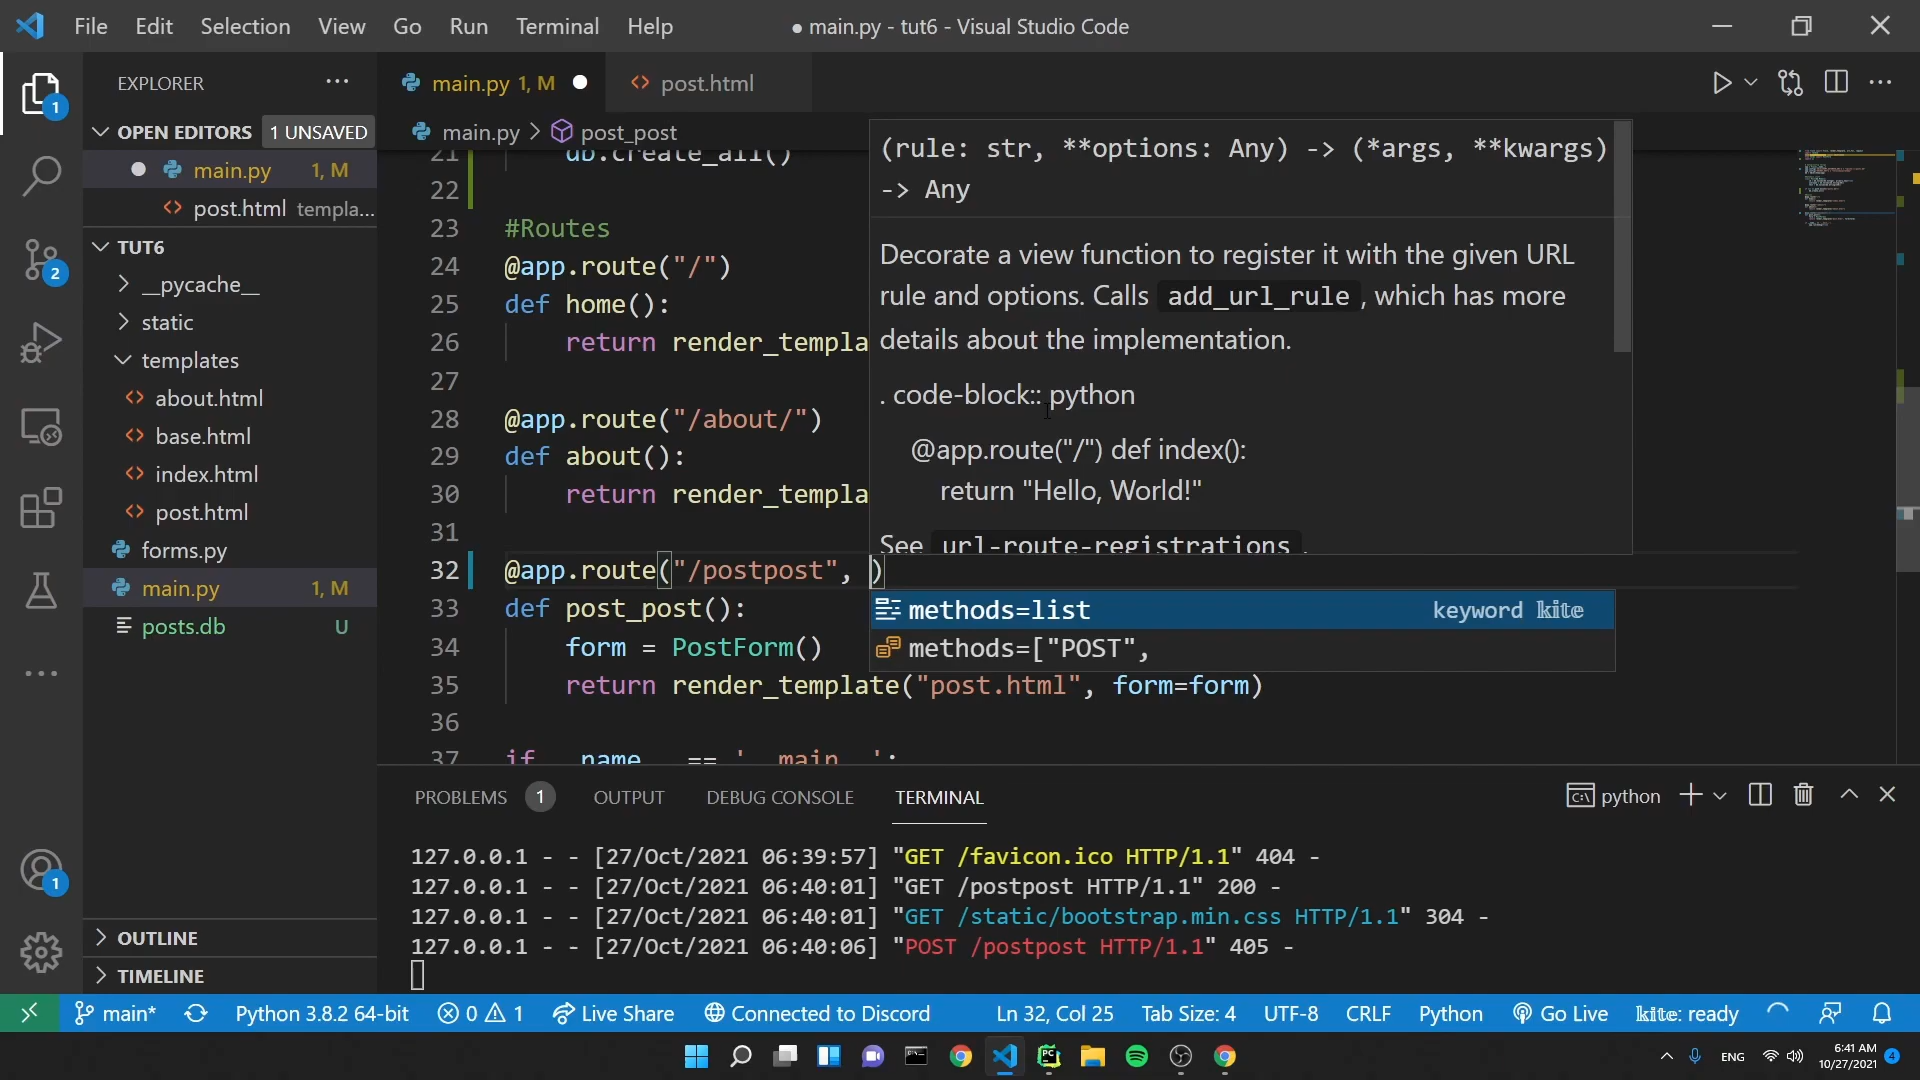 File Edit Selection View Go Run Terminal Help
● main.py - tut6 - Visual Studio Code
EXPLORER
main.py 1, M
post.html
OPEN EDITORS 1 UNSAVED
main.py 1, M
post.html templa...
TUT6
__pycache__
static
templates
about.html
base.html
index.html
post.html
forms.py
main.py 1, M
posts.db U
OUTLINE
TIMELINE
1
2
1
main.py > post_post
21 db.create_all()
22
23 #Routes
24 @app.route("/")
25 def home():
26 return render_templa
27
28 @app.route("/about/")
29 def about():
30 return render_templa
31
32 @app.route("/postpost", )
33 def post_post():
34 form = PostForm()
35 return render_template("post.html", form=form)
36
37 if __name__ == '__main__':
(rule: str, **options: Any) -> (*args, **kwargs)
-> Any
Decorate a view function to register it with the given URL
rule and options. Calls add_url_rule , which has more
details about the implementation.
. code-block:: python
@app.route("/") def index():
return "Hello, World!"
See url-route-registrations .
methods=list keyword kite
methods=["POST",
PROBLEMS 1 OUTPUT DEBUG CONSOLE TERMINAL
python
127.0.0.1 - - [27/Oct/2021 06:39:57] "GET /favicon.ico HTTP/1.1" 404 -
127.0.0.1 - - [27/Oct/2021 06:40:01] "GET /postpost HTTP/1.1" 200 -
127.0.0.1 - - [27/Oct/2021 06:40:01] "GET /static/bootstrap.min.css HTTP/1.1" 304 -
127.0.0.1 - - [27/Oct/2021 06:40:06] "POST /postpost HTTP/1.1" 405 -
main* Python 3.8.2 64-bit 0 1 Live Share Connected to Discord Ln 32, Col 25 Tab Size: 4 UTF-8 CRLF Python Go Live kite: ready
PC
ENG
6:41 AM
10/27/2021
4